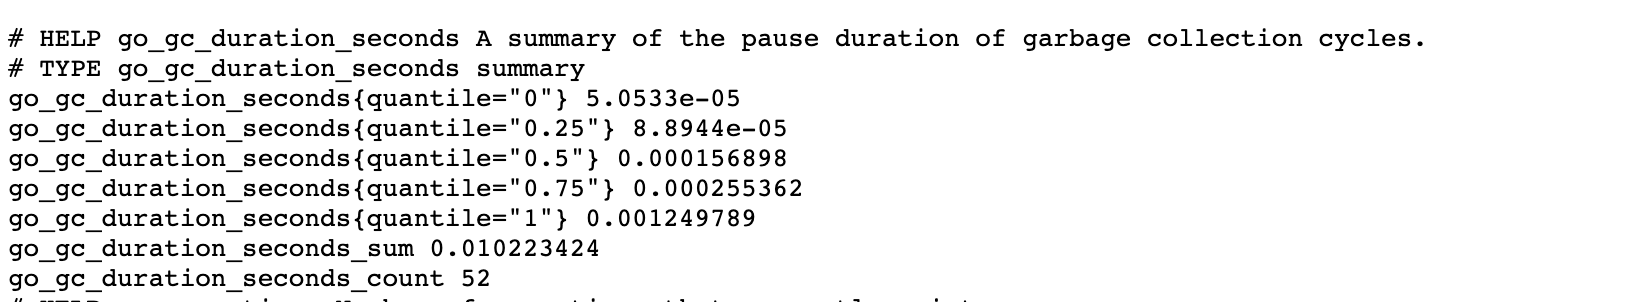 # HELP go_gc_duration_seconds A summary of the pause duration of garbage collection cycles.
# TYPE go_gc_duration_seconds summary
go_gc_duration_seconds{quantile="0"} 5.0533e-05
go_gc_duration_seconds{quantile="0.25"} 8.8944e-05
go_gc_duration_seconds{quantile="0.5"} 0.000156898
go_gc_duration_seconds{quantile="0.75"} 0.000255362
go_gc_duration_seconds{quantile="1"} 0.001249789
go_gc_duration_seconds_sum 0.010223424
go_gc_duration_seconds_count 52